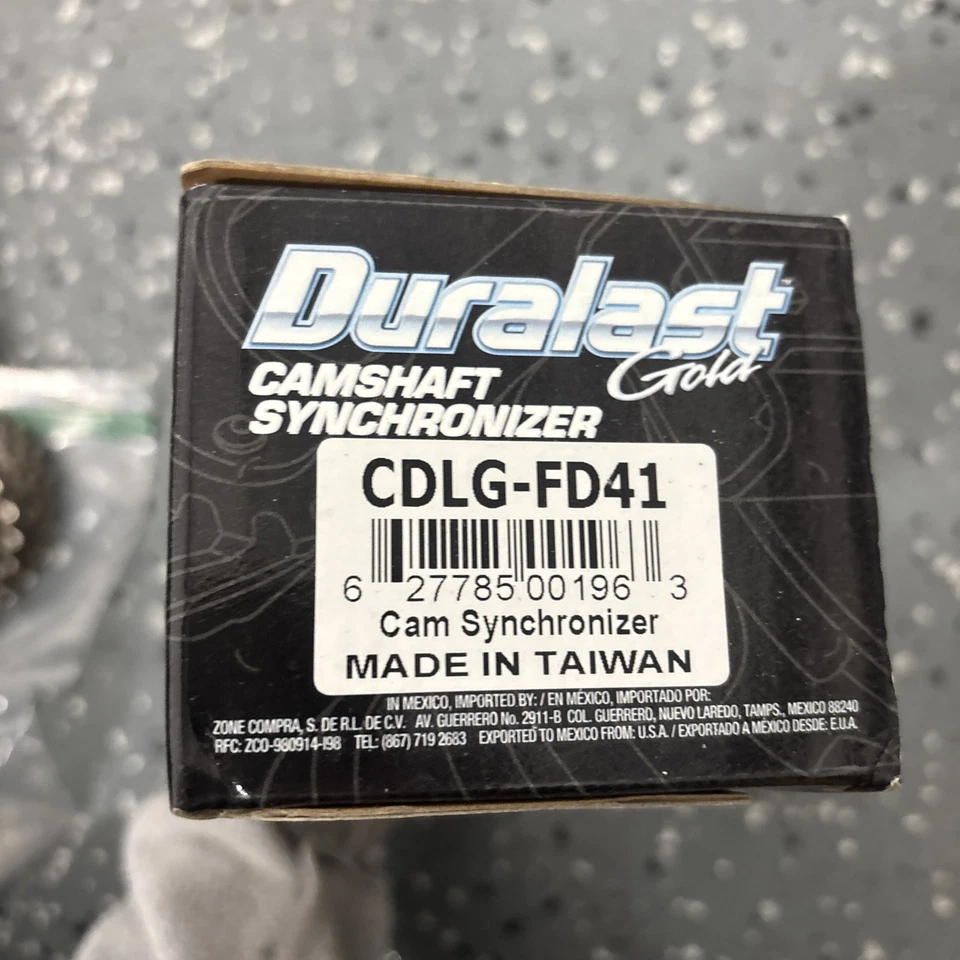 Duralast
Gold
CAMSHAFT
SYNCHRONIZER
CDLG-FD41
6 27785 00196 3
Cam Synchronizer
MADE IN TAIWAN
IN MEXICO, IMPORTED BY: / EN MÉXICO, IMPORTADO POR:
ZONE COMPRA, S. DE R.L. DE C.V. AV. GUERRERO No. 2911-B COL. GUERRERO, NUEVO LAREDO, TAMPS., MEXICO 88240
RFC: ZCO-980914-I98 TEL: (867) 719 2683 EXPORTED TO MEXICO FROM: U.S.A. / EXPORTADO A MÉXICO DESDE: E.U.A.